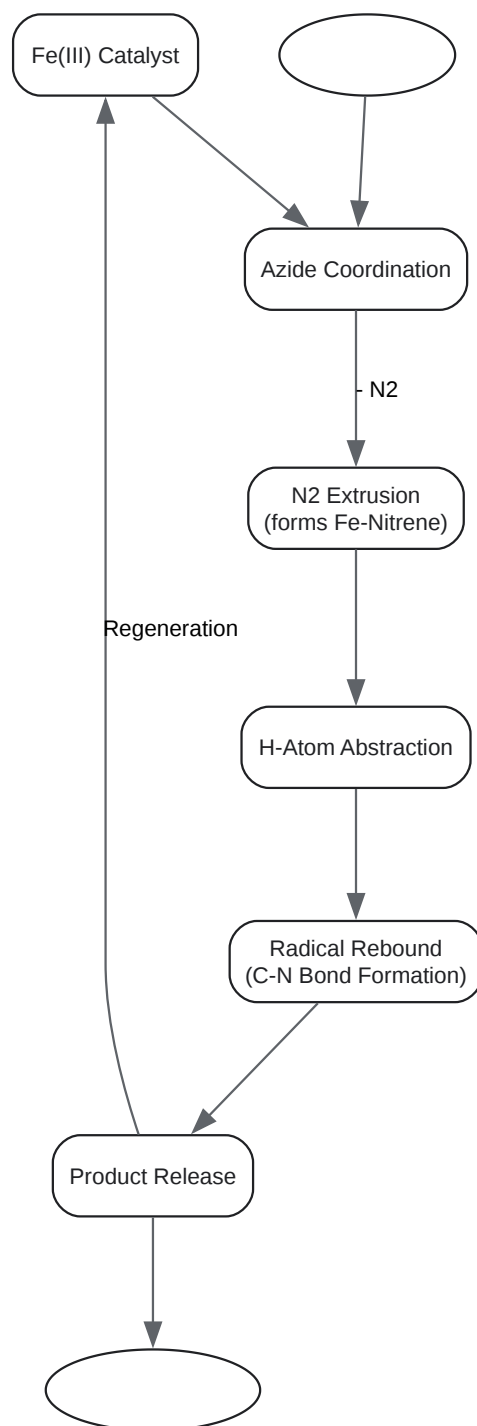 Fe(III) Catalyst
Azide Coordination
- N2
N2 Extrusion
(forms Fe-Nitrene)
Regeneration
H-Atom Abstraction
Radical Rebound
(C-N Bond Formation)
Product Release